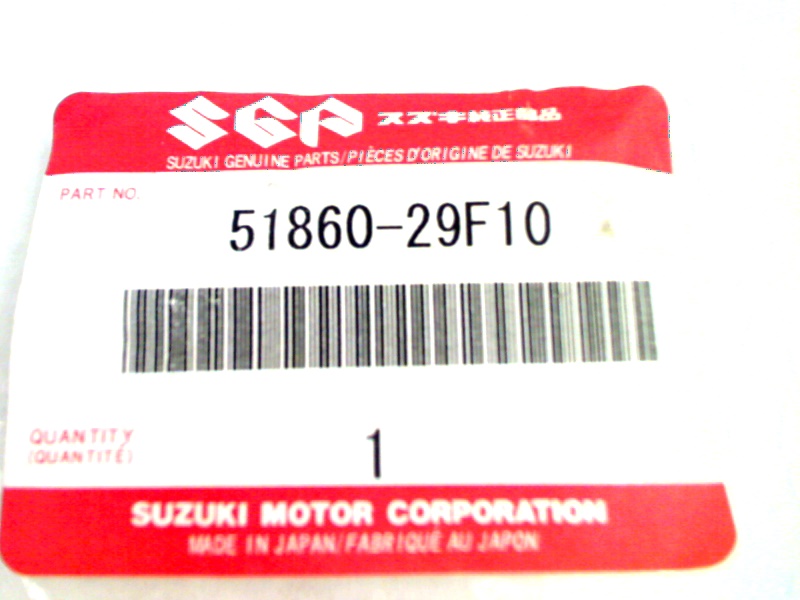 SGP スズキ純正部品
SUZUKI GENUINE PARTS/PIÈCES D'ORIGINE DE SUZUKI
PART NO.
51860-29F10
QUANTITY
(QUANTITÉ)
1
SUZUKI MOTOR CORPORATION
MADE IN JAPAN/FABRIQUÉ AU JAPON